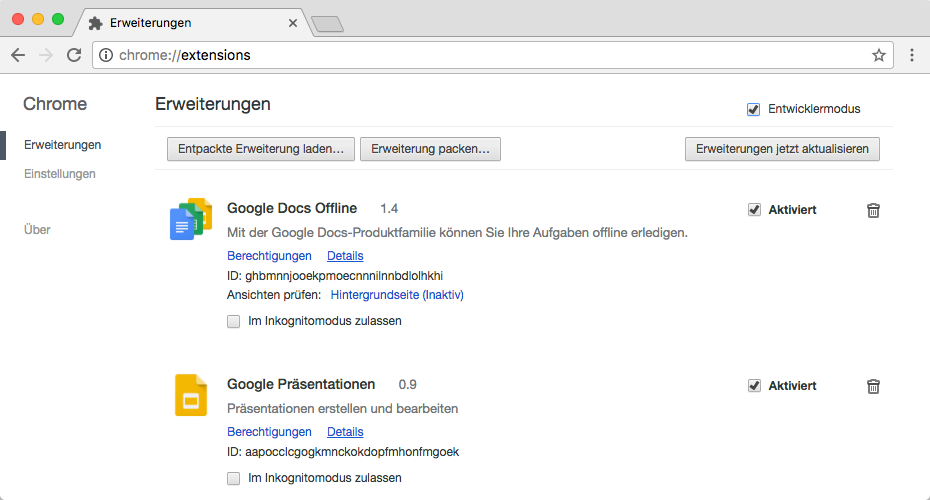 Erweiterungen
chrome://extensions
Chrome
Erweiterungen
Entwicklermodus
Erweiterungen
Entpackte Erweiterung laden... Erweiterung packen... Erweiterungen jetzt aktualisieren
Einstellungen
Über
Google Docs Offline 1.4 Aktiviert
Mit der Google Docs-Produktfamilie können Sie Ihre Aufgaben offline erledigen.
Berechtigungen Details
ID: ghbmnnjooekpmoecnnnilnnbdlolhkhi
Ansichten prüfen: Hintergrundseite (Inaktiv)
Im Inkognitomodus zulassen
Google Präsentationen 0.9 Aktiviert
Präsentationen erstellen und bearbeiten
Berechtigungen Details
ID: aapocclcgogkmnckokdopfmhonfmgoek
Im Inkognitomodus zulassen